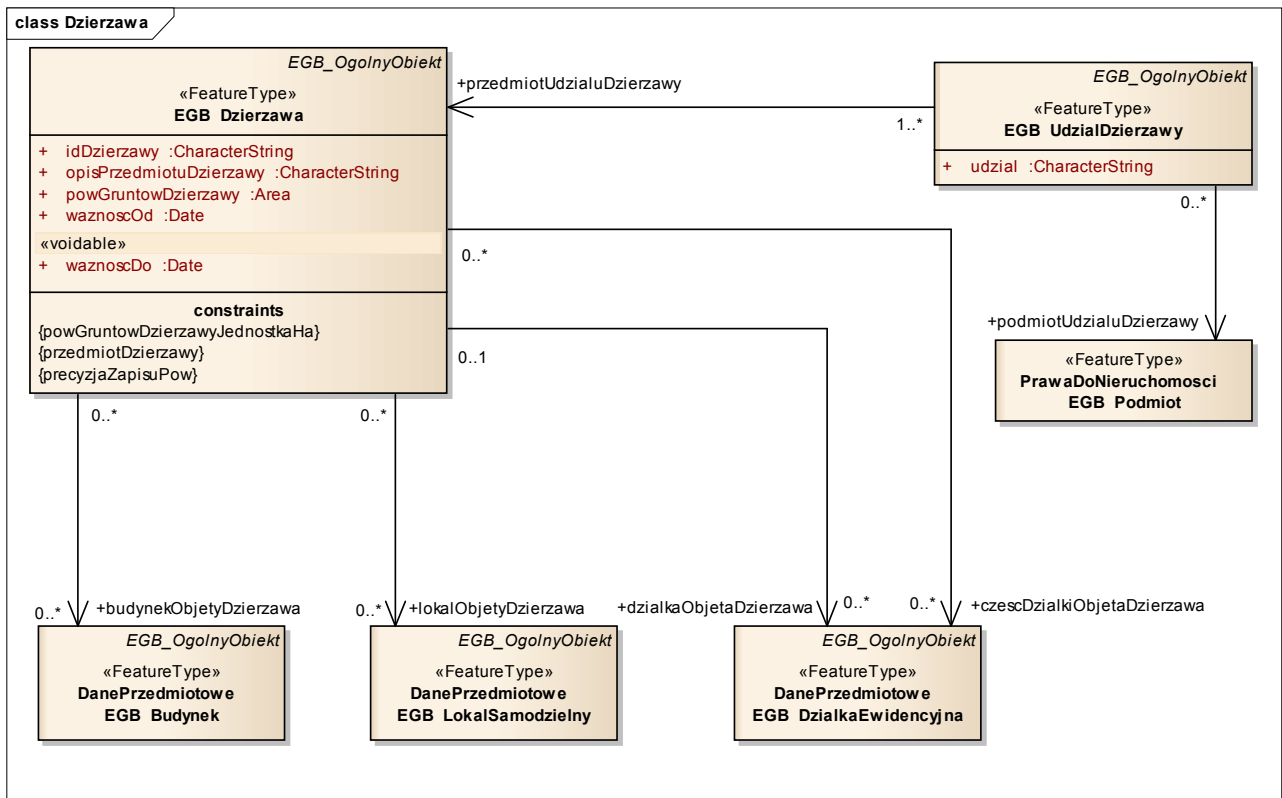 class Dzierzawa
EGB_OgolnyObiekt
«FeatureType»
EGB_Dzierzawa
+ idDzierzawy :CharacterString
+ opisPrzedmiotuDzierzawy :CharacterString
+ powGruntowDzierzawy :Area
+ waznoscOd :Date
«voidable»
+ waznoscDo :Date
constraints
{powGruntowDzierzawyJednostkaHa}
{przedmiotDzierzawy}
{precyzjaZapisuPow}
+przedmiotUdzialuDzierzawy
1..*
EGB_OgolnyObiekt
«FeatureType»
EGB_UdzialDzierzawy
+ udzial :CharacterString
0..*
+podmiotUdzialuDzierzawy
«FeatureType»
PrawaDoNieruchomosci
EGB_Podmiot
0..*
0..1
0..*
0..*
0..*
+budynekObjetyDzierzawa
0..*
+lokalObjetyDzierzawa
+dzialkaObjetaDzierzawa
0..*
0..*
+czescDzialkiObjetaDzierzawa
EGB_OgolnyObiekt
«FeatureType»
DanePrzedmiotowe
EGB_Budynek
EGB_OgolnyObiekt
«FeatureType»
DanePrzedmiotowe
EGB_LokalSamodzielny
EGB_OgolnyObiekt
«FeatureType»
DanePrzedmiotowe
EGB_DzialkaEwidencyjna